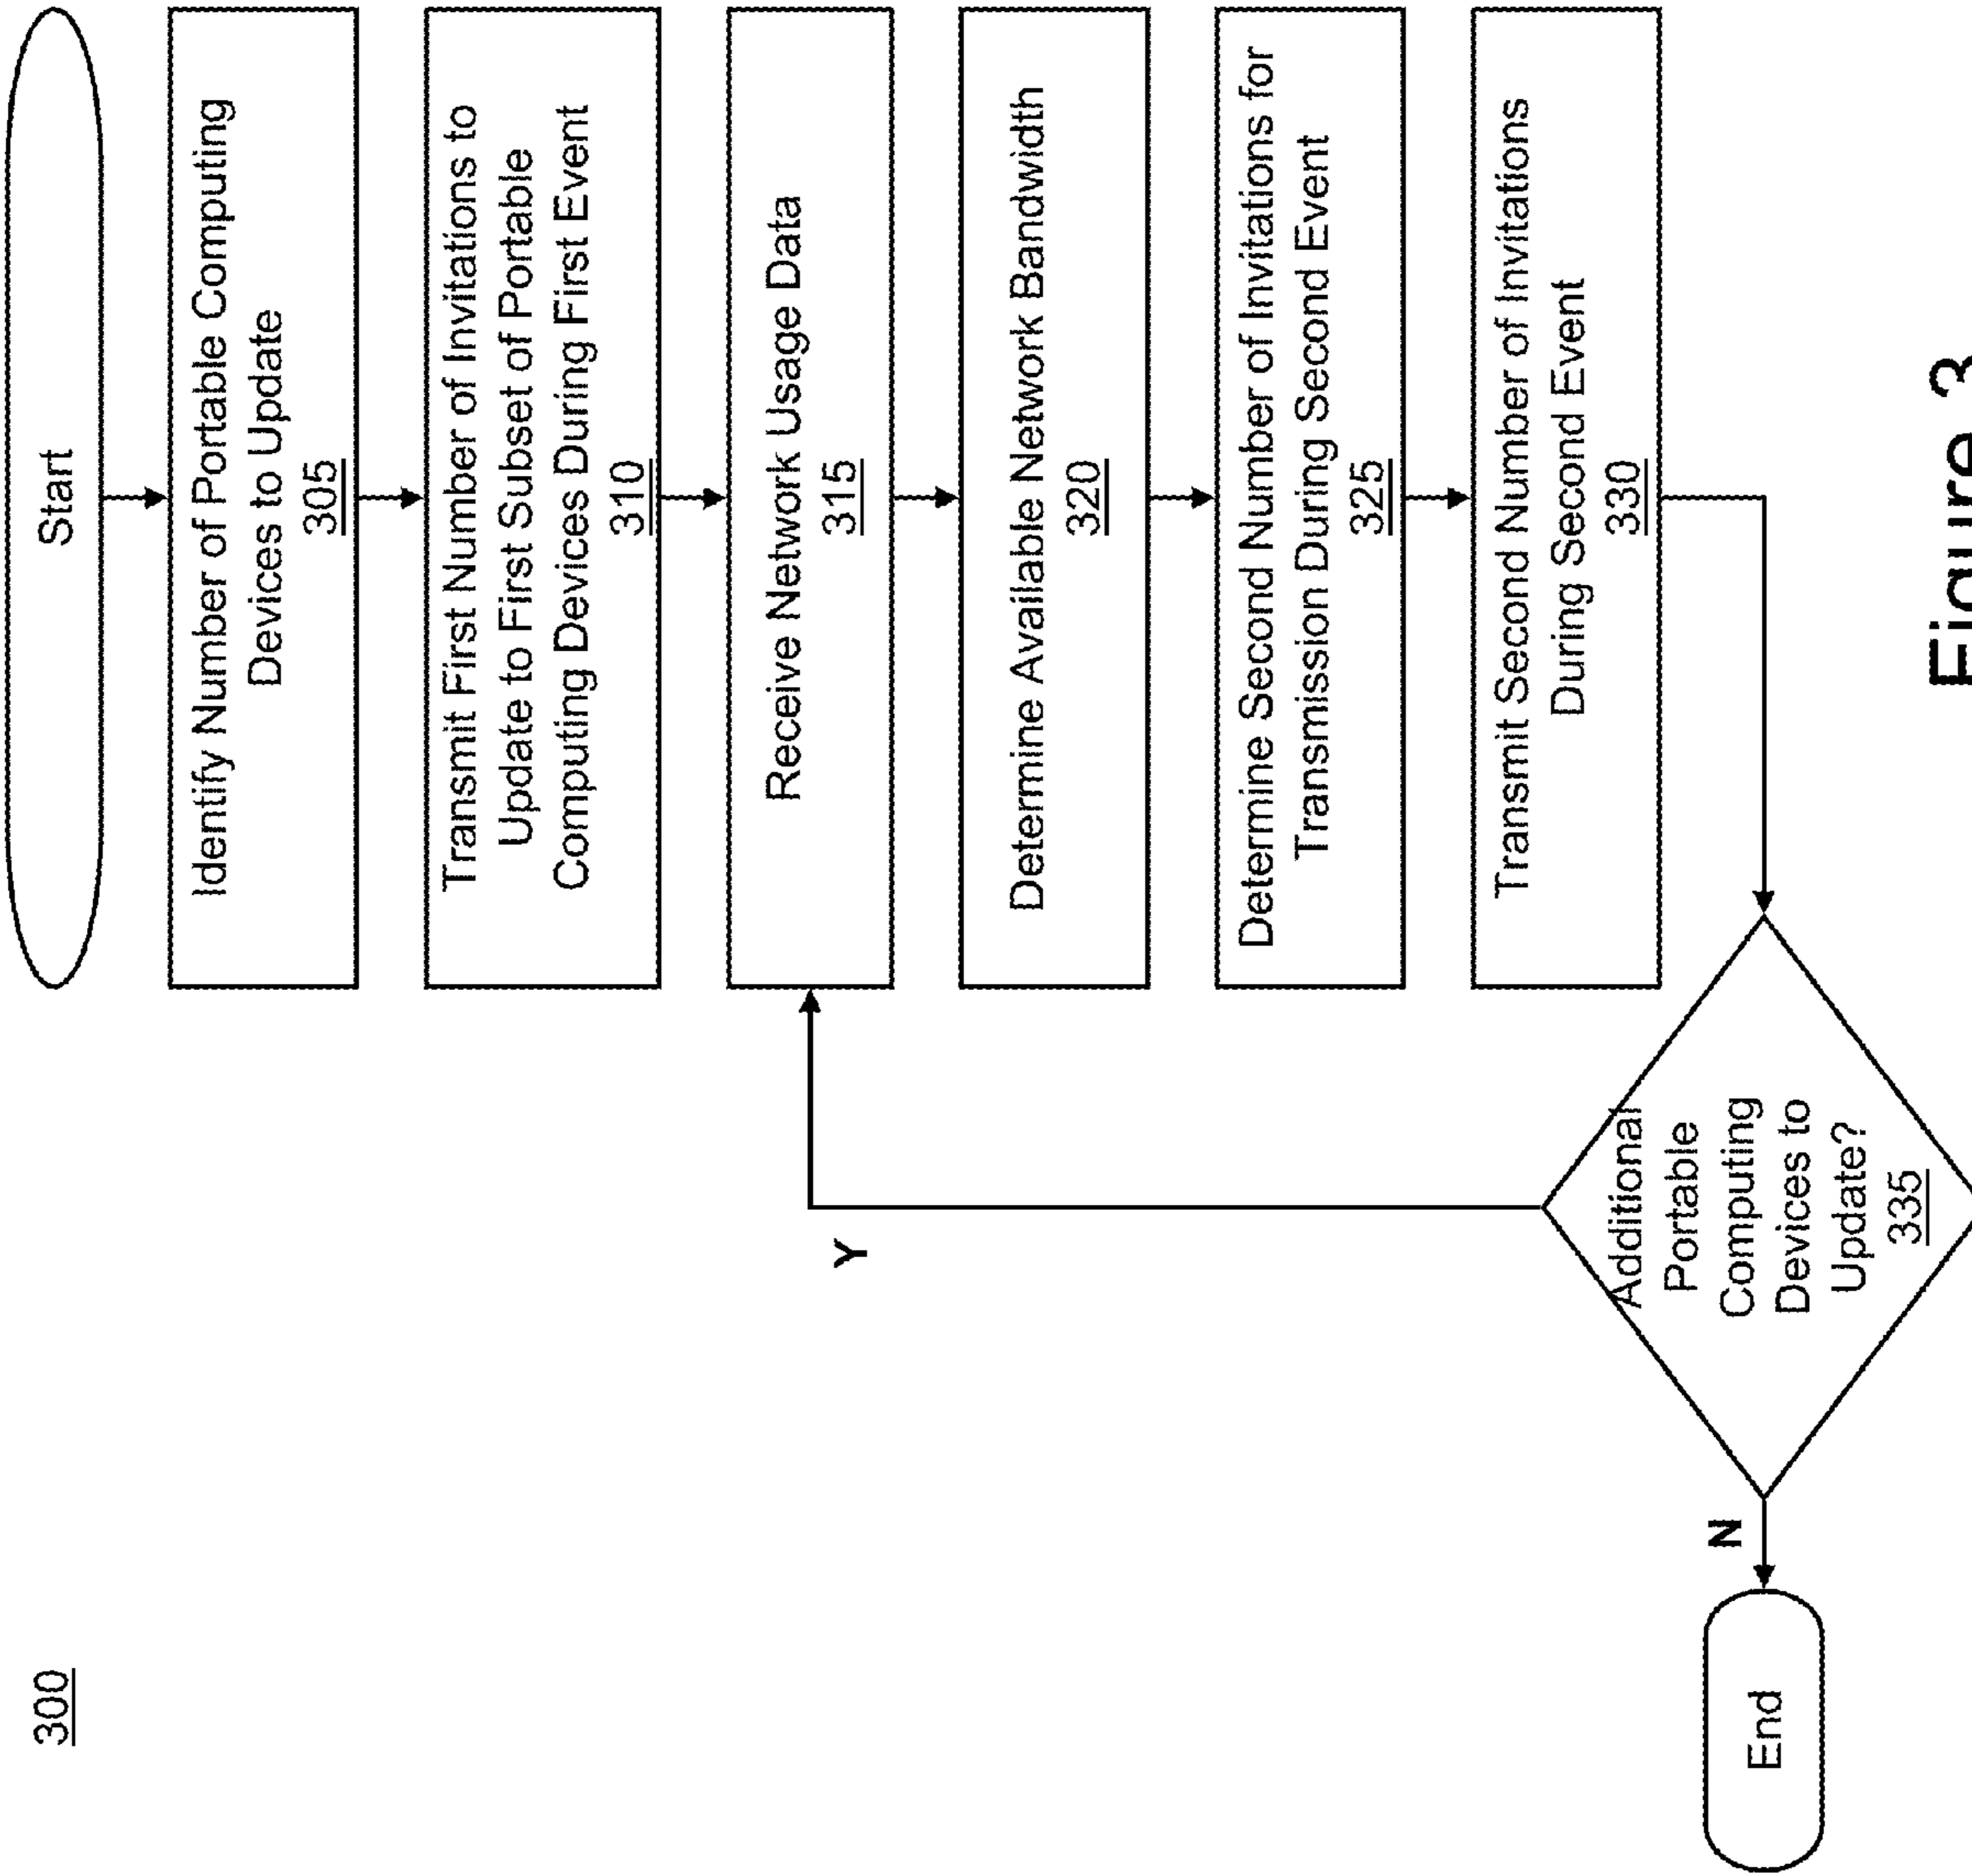 300
Start
Identify Number of Portable Computing
Devices to Update
305
Transmit First Number of Invitations to
Update to First Subset of Portable
Computing Devices During First Event
310
Receive Network Usage Data
315
Determine Available Network Bandwidth
320
Determine Second Number of Invitations for
Transmission During Second Event
325
Transmit Second Number of Invitations
During Second Event
330
Y
Additional
Portable
Computing
Devices to
Update?
335
N
End
Figure 3